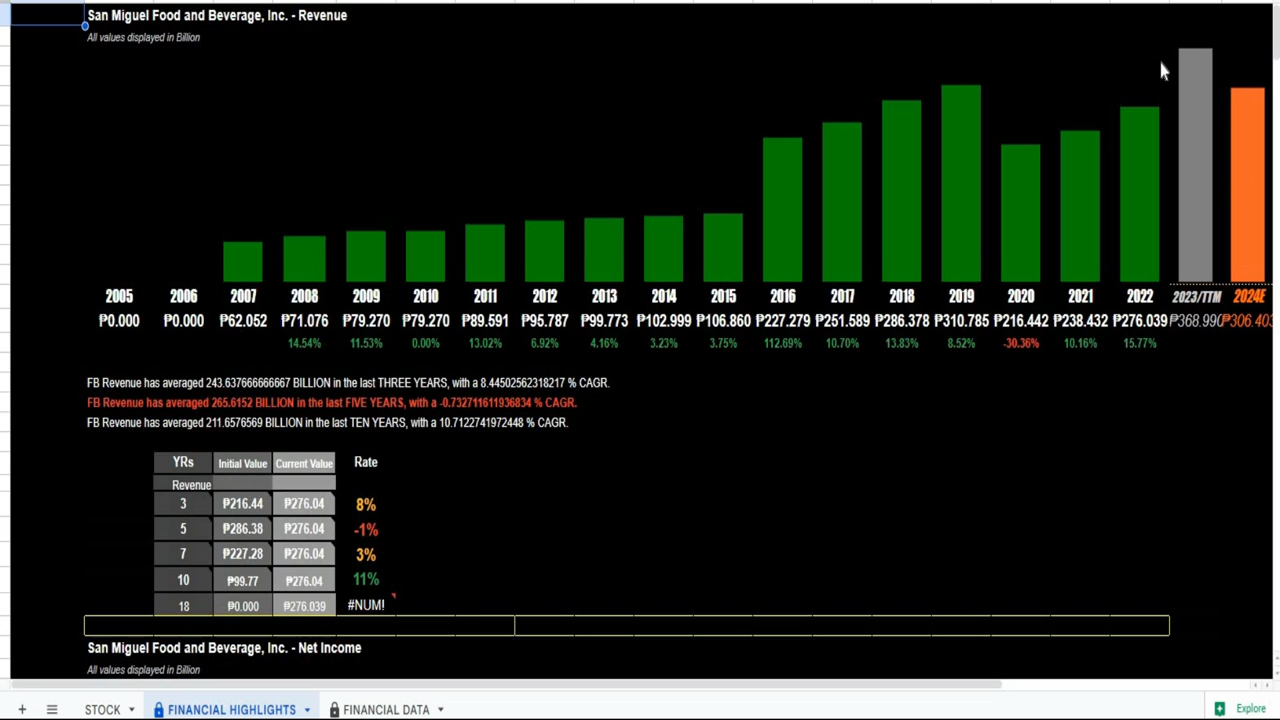 San Miguel Food and Beverage, Inc. - Revenue
All values displayed in Billion
2005 2006 2007 2008 2009 2010 2011 2012 2013 2014 2015 2016 2017 2018 2019 2020 2021 2022 2023/TTM 2024E
₱0.000 ₱0.000 ₱62.052 ₱71.076 ₱79.270 ₱79.270 ₱89.591 ₱95.787 ₱99.773 ₱102.999 ₱106.860 ₱227.279 ₱251.589 ₱286.378 ₱310.785 ₱216.442 ₱238.432 ₱276.039 ₱368.990 ₱306.403
14.54% 11.53% 0.00% 13.02% 6.92% 4.16% 3.23% 3.75% 112.69% 10.70% 13.83% 8.52% -30.36% 10.16% 15.77%
FB Revenue has averaged 243.637666666667 BILLION in the last THREE YEARS, with a 8.44502562318217 % CAGR.
FB Revenue has averaged 265.6152 BILLION in the last FIVE YEARS, with a -0.732711611936834 % CAGR.
FB Revenue has averaged 211.6576569 BILLION in the last TEN YEARS, with a 10.7122741972448 % CAGR.
YRs Initial Value Current Value Rate
Revenue
3 ₱216.44 ₱276.04 8%
5 ₱286.38 ₱276.04 -1%
7 ₱227.28 ₱276.04 3%
10 ₱99.77 ₱276.04 11%
18 ₱0.000 ₱276.039 #NUM!
San Miguel Food and Beverage, Inc. - Net Income
All values displayed in Billion
+ STOCK FINANCIAL HIGHLIGHTS FINANCIAL DATA Explore